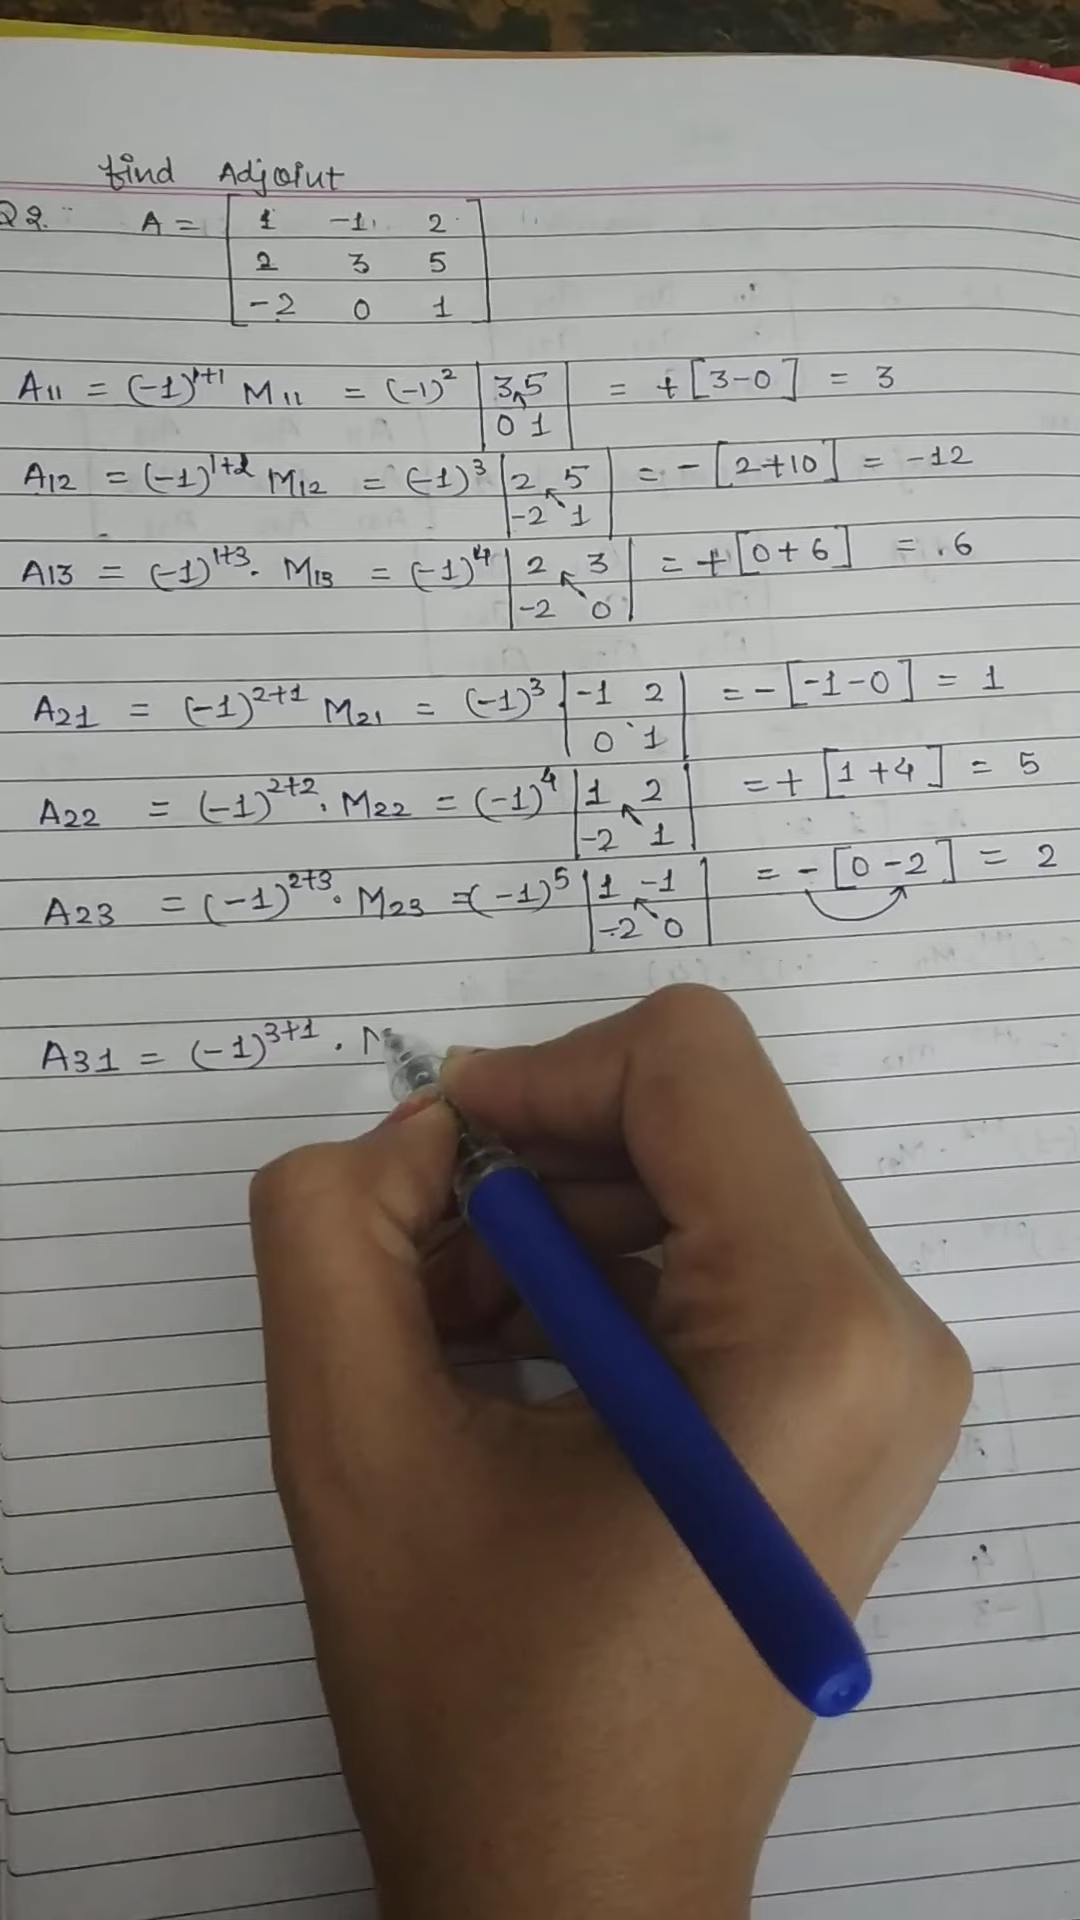 find Adjoint
Q2. A = [ 1 -1 2
2 3 5
-2 0 1 ]
A11 = (-1)^1+1 M11 = (-1)^2 | 3 5 | = + [3-0] = 3
0 1
A12 = (-1)^1+2 M12 = (-1)^3 | 2 5 | = - [2+10] = -12
-2 1
A13 = (-1)^1+3 . M13 = (-1)^4 | 2 3 | = + [0+6] = 6
-2 0
A21 = (-1)^2+1 M21 = (-1)^3 | -1 2 | = - [-1-0] = 1
0 1
A22 = (-1)^2+2 . M22 = (-1)^4 | 1 2 | = + [1+4] = 5
-2 1
A23 = (-1)^2+3 . M23 = (-1)^5 | 1 -1 | = - [0-2] = 2
-2 0
A31 = (-1)^3+1 .